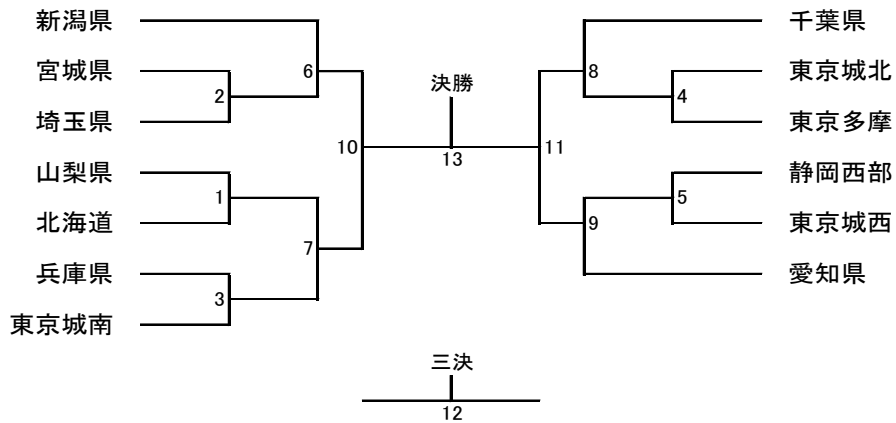 新潟県
宮城県
埼玉県
山梨県
北海道
兵庫県
東京城南
2
1
3
6
7
10
決勝
13
11
8
9
4
5
千葉県
東京城北
東京多摩
静岡西部
東京城西
愛知県
三決
12